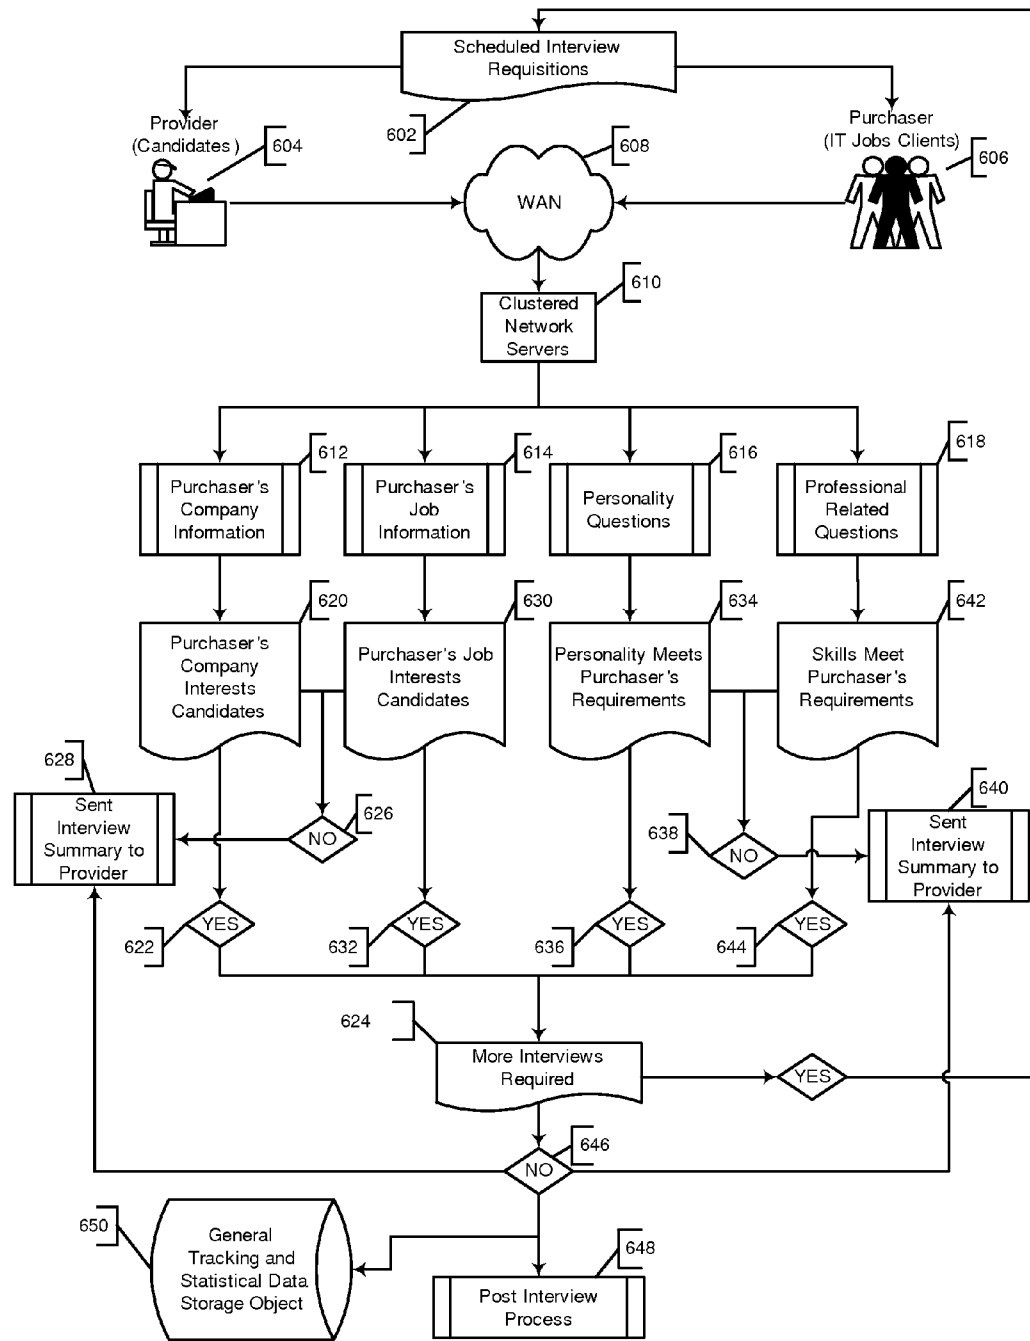 Scheduled Interview
Requisitions
602
Provider
(Candidates)
604
608
Purchaser
(IT Jobs Clients)
606
WAN
610
Clustered
Network
Servers
612
614
616
618
Purchaser's
Company
Information
Purchaser's
Job
Information
Personality
Questions
Professional
Related
Questions
620
630
634
642
Purchaser's
Company
Interests
Candidates
Purchaser's Job
Interests
Candidates
Personality Meets
Purchaser's
Requirements
Skills Meet
Purchaser's
Requirements
628
626
638
640
Sent
Interview
Summary to
Provider
NO
NO
Sent
Interview
Summary to
Provider
YES
YES
YES
YES
622
632
636
644
624
More Interviews
Required
YES
646
NO
650
General
Tracking and
Statistical Data
Storage Object
648
Post Interview
Process